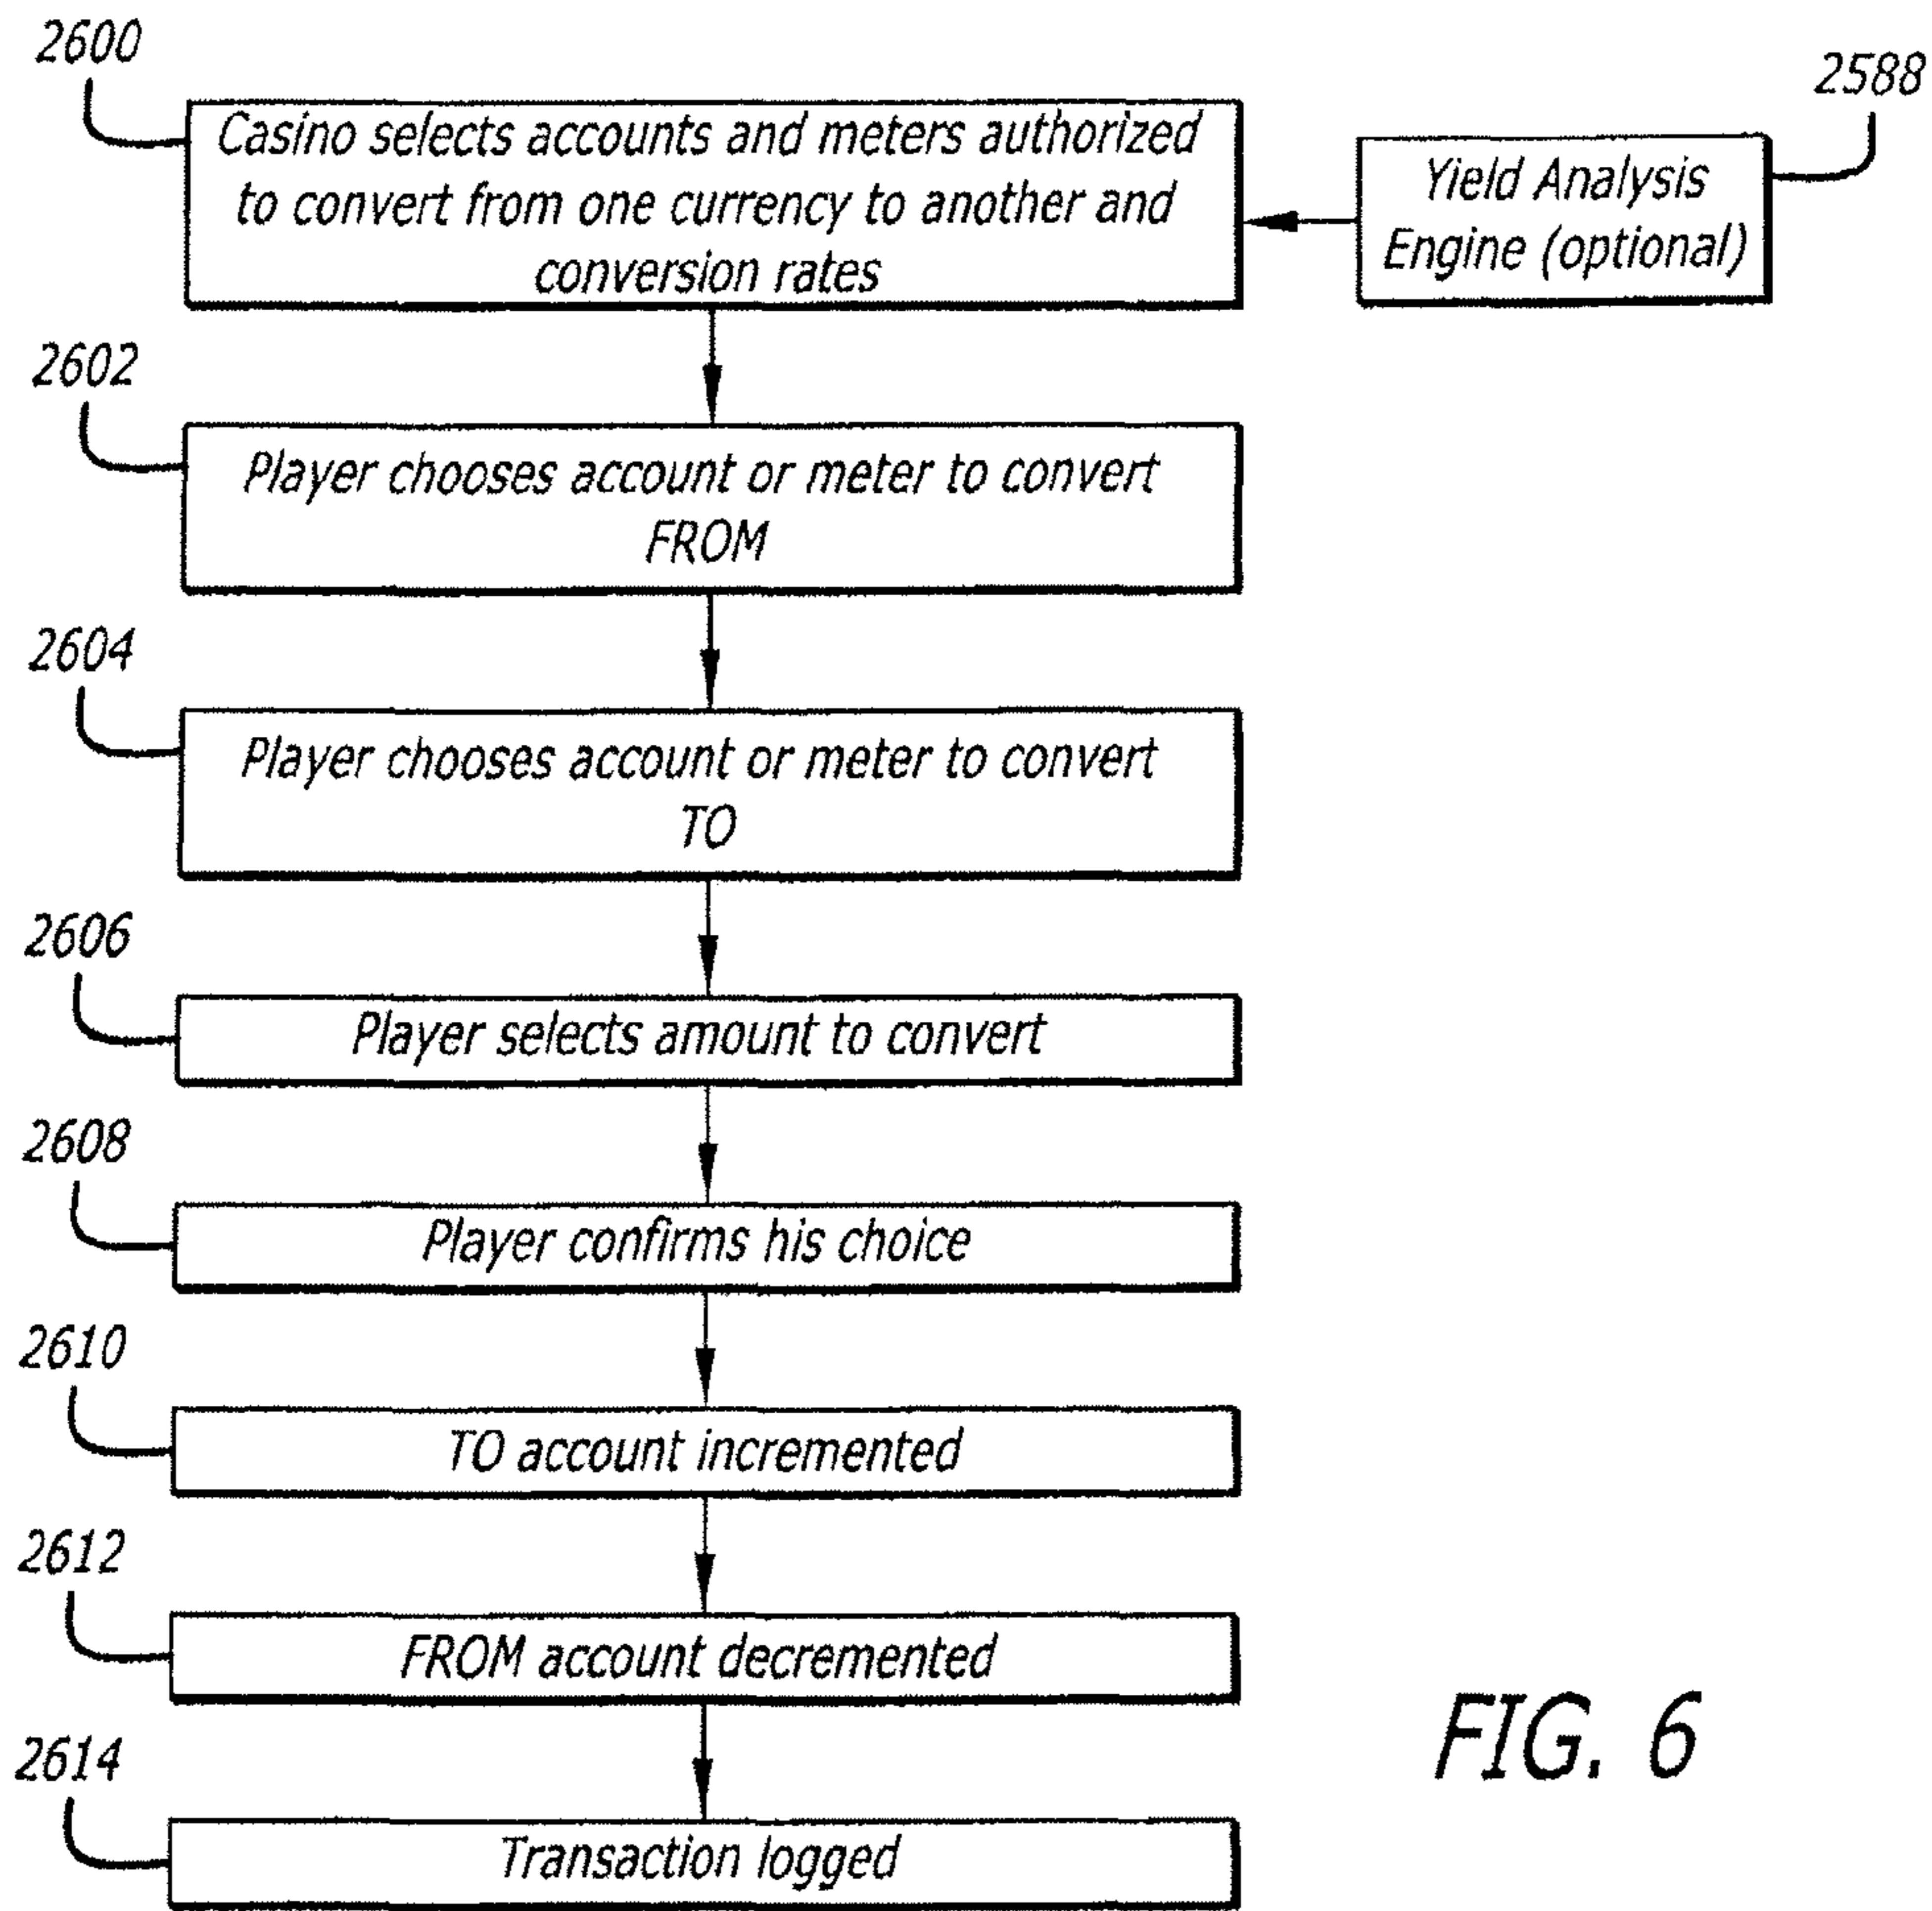 2600
Casino selects accounts and meters authorized
to convert from one currency to another and
conversion rates
2588
Yield Analysis
Engine (optional)
2602
Player chooses account or meter to convert
FROM
2604
Player chooses account or meter to convert
TO
2606
Player selects amount to convert
2608
Player confirms his choice
2610
TO account incremented
2612
FROM account decremented
2614
Transaction logged
FIG. 6